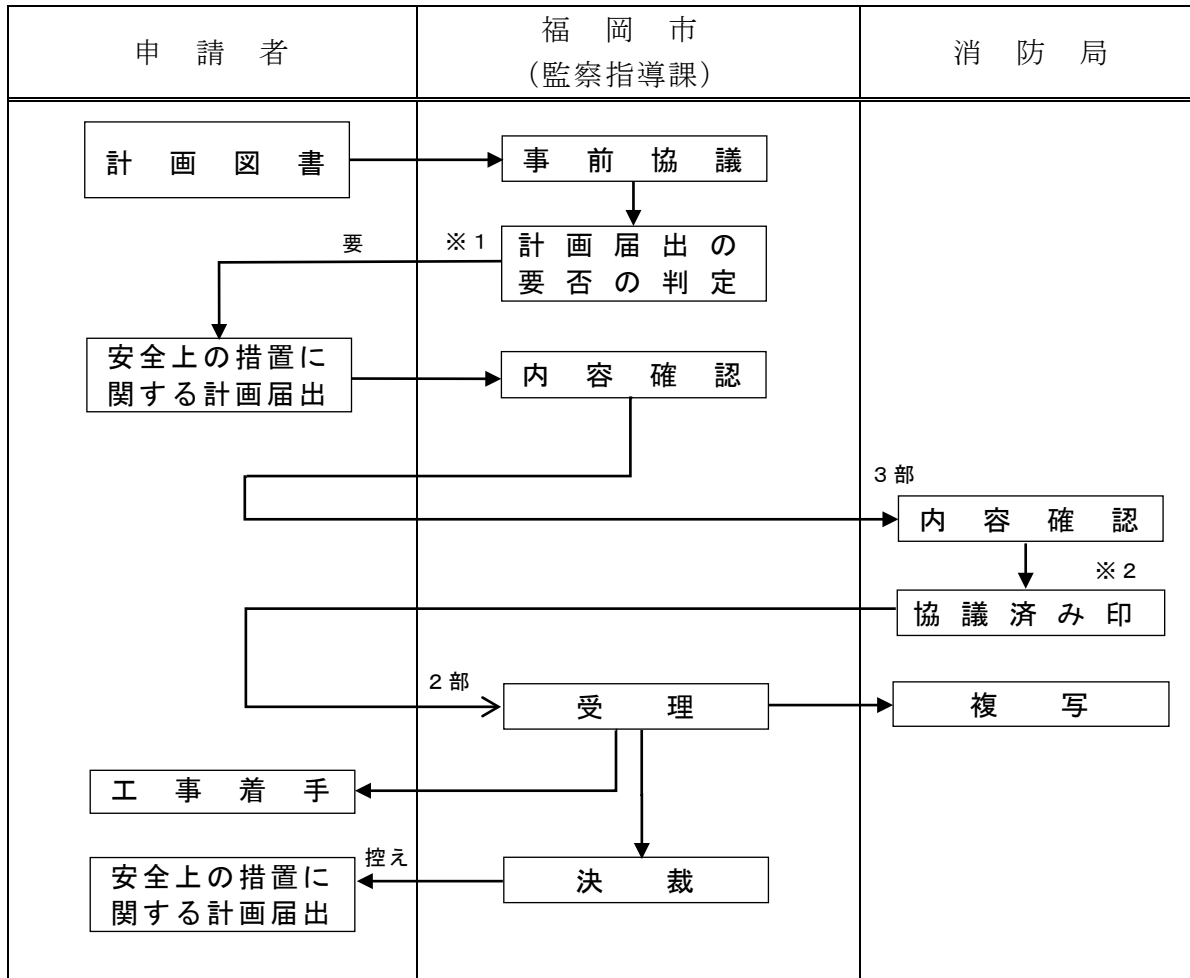 申請者
福岡市
(監察指導課)
消防局
計画図書
事前協議
要
※1
計画届出の
要否の判定
安全上の措置に
関する計画届出
内容確認
3部
内容確認
※2
協議済み印
2部
受理
複写
工事着手
控え
安全上の措置に
関する計画届出
決裁